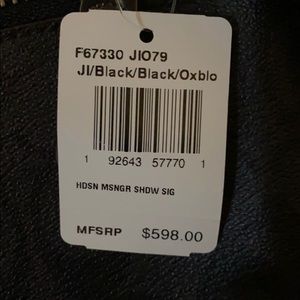 F67330 JIO79
JI/Black/Black/Oxblo
1 92643 57770 1
HDSN MSNGR SHDW SIG
MFSRP $598.00